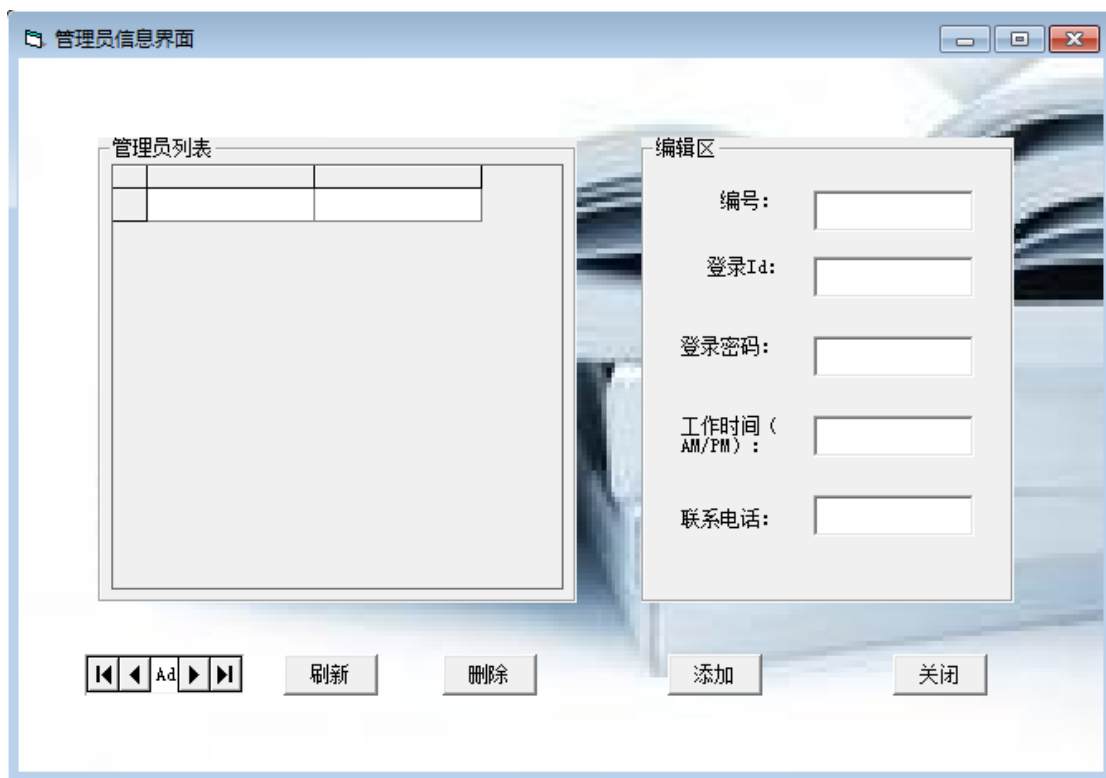 管理员信息界面
管理员列表
编辑区
编号：
登录Id：
登录密码：
工作时间（
AM/PM）：
联系电话：
Ad
刷新
删除
添加
关闭